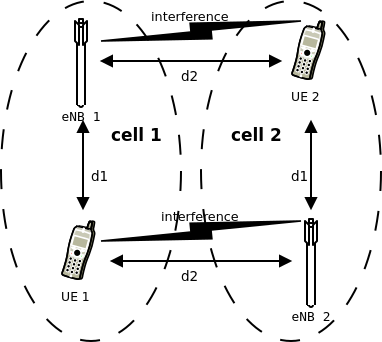 interference
d2
UE 2
eNB 1
cell 1
cell 2
d1
d1
interference
d2
UE 1
eNB 2